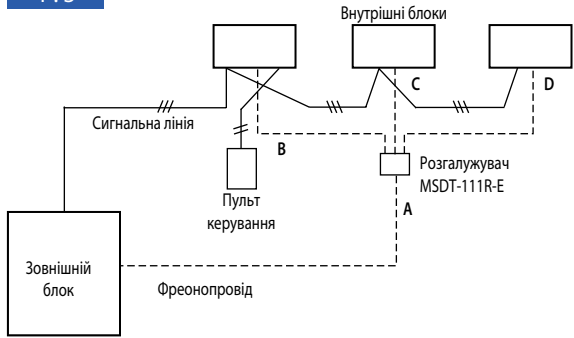 Внутрішні блоки
C
D
Сигнальна лінія
B
Розгалужувач
MSDT-111R-E
Пульт
керування
A
Зовнішній
блок
Фреонопровід